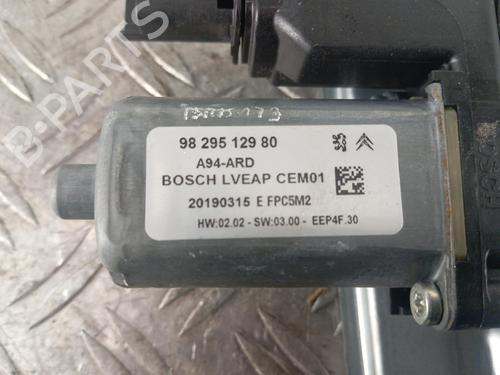 98 295 129 80
A94-ARD
BOSCH LVEAP CEM01
20190315 E FPC5M2
HW:02.02 - SW:03.00 - EEP4F.30
BOSCH